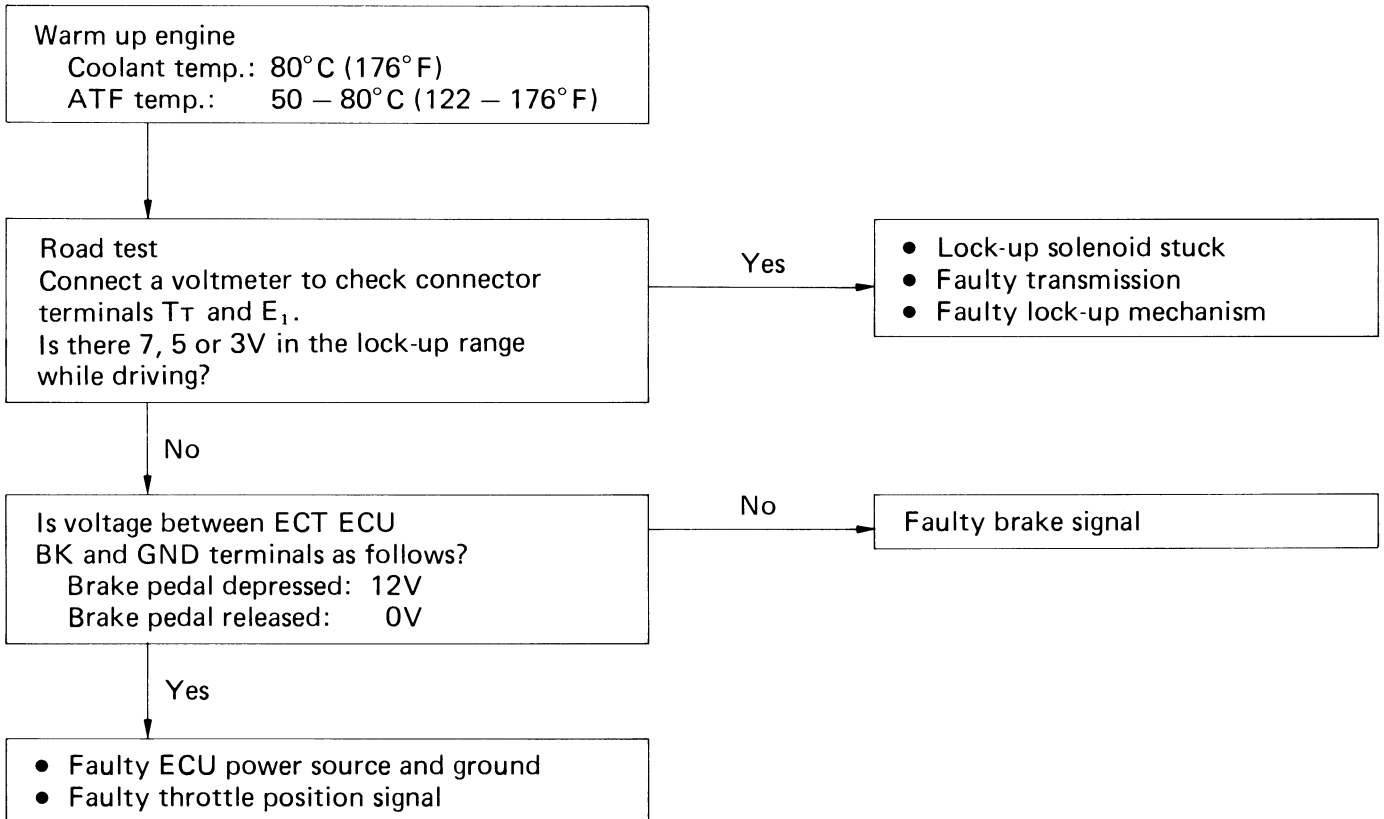 Warm up engine
Coolant temp.: 80°C (176°F)
ATF temp.: 50 – 80°C (122 – 176°F)
Road test
Connect a voltmeter to check connector
terminals Tᴛ and E₁.
Is there 7, 5 or 3V in the lock-up range
while driving?
Yes
● Lock-up solenoid stuck
● Faulty transmission
● Faulty lock-up mechanism
No
Is voltage between ECT ECU
BK and GND terminals as follows?
Brake pedal depressed: 12V
Brake pedal released: 0V
No
Faulty brake signal
Yes
● Faulty ECU power source and ground
● Faulty throttle position signal